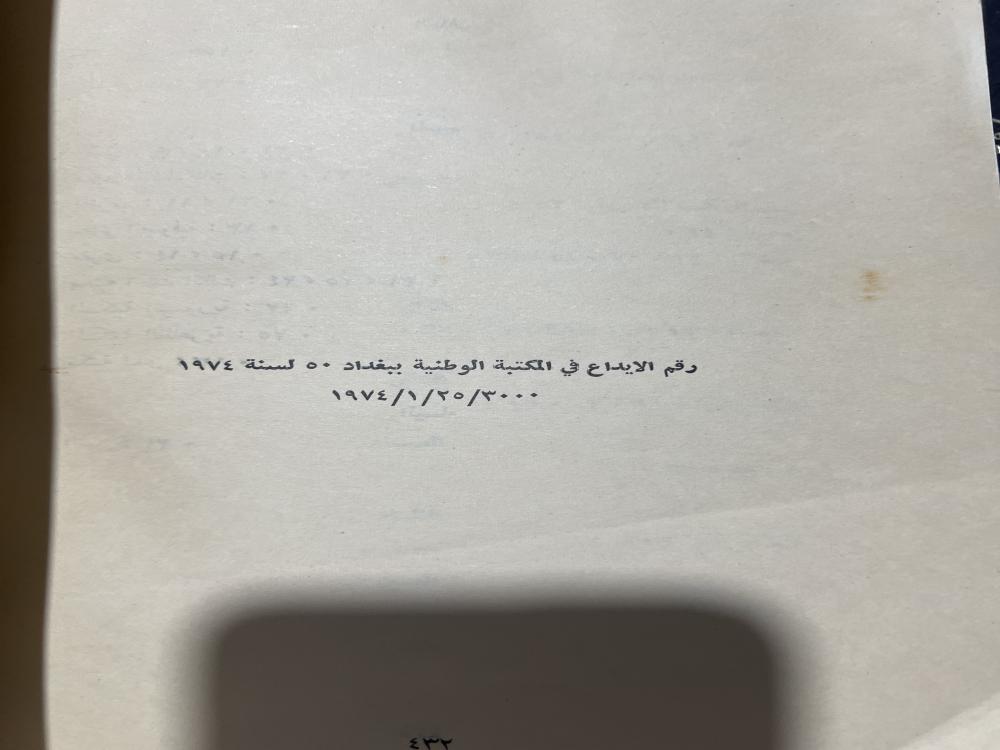 رقم الايداع في المكتبة الوطنية ببغداد ٥٠ لسنة ١٩٧٤
١٩٧٤/١/٢٥/٣٠٠٠
٤٣٢